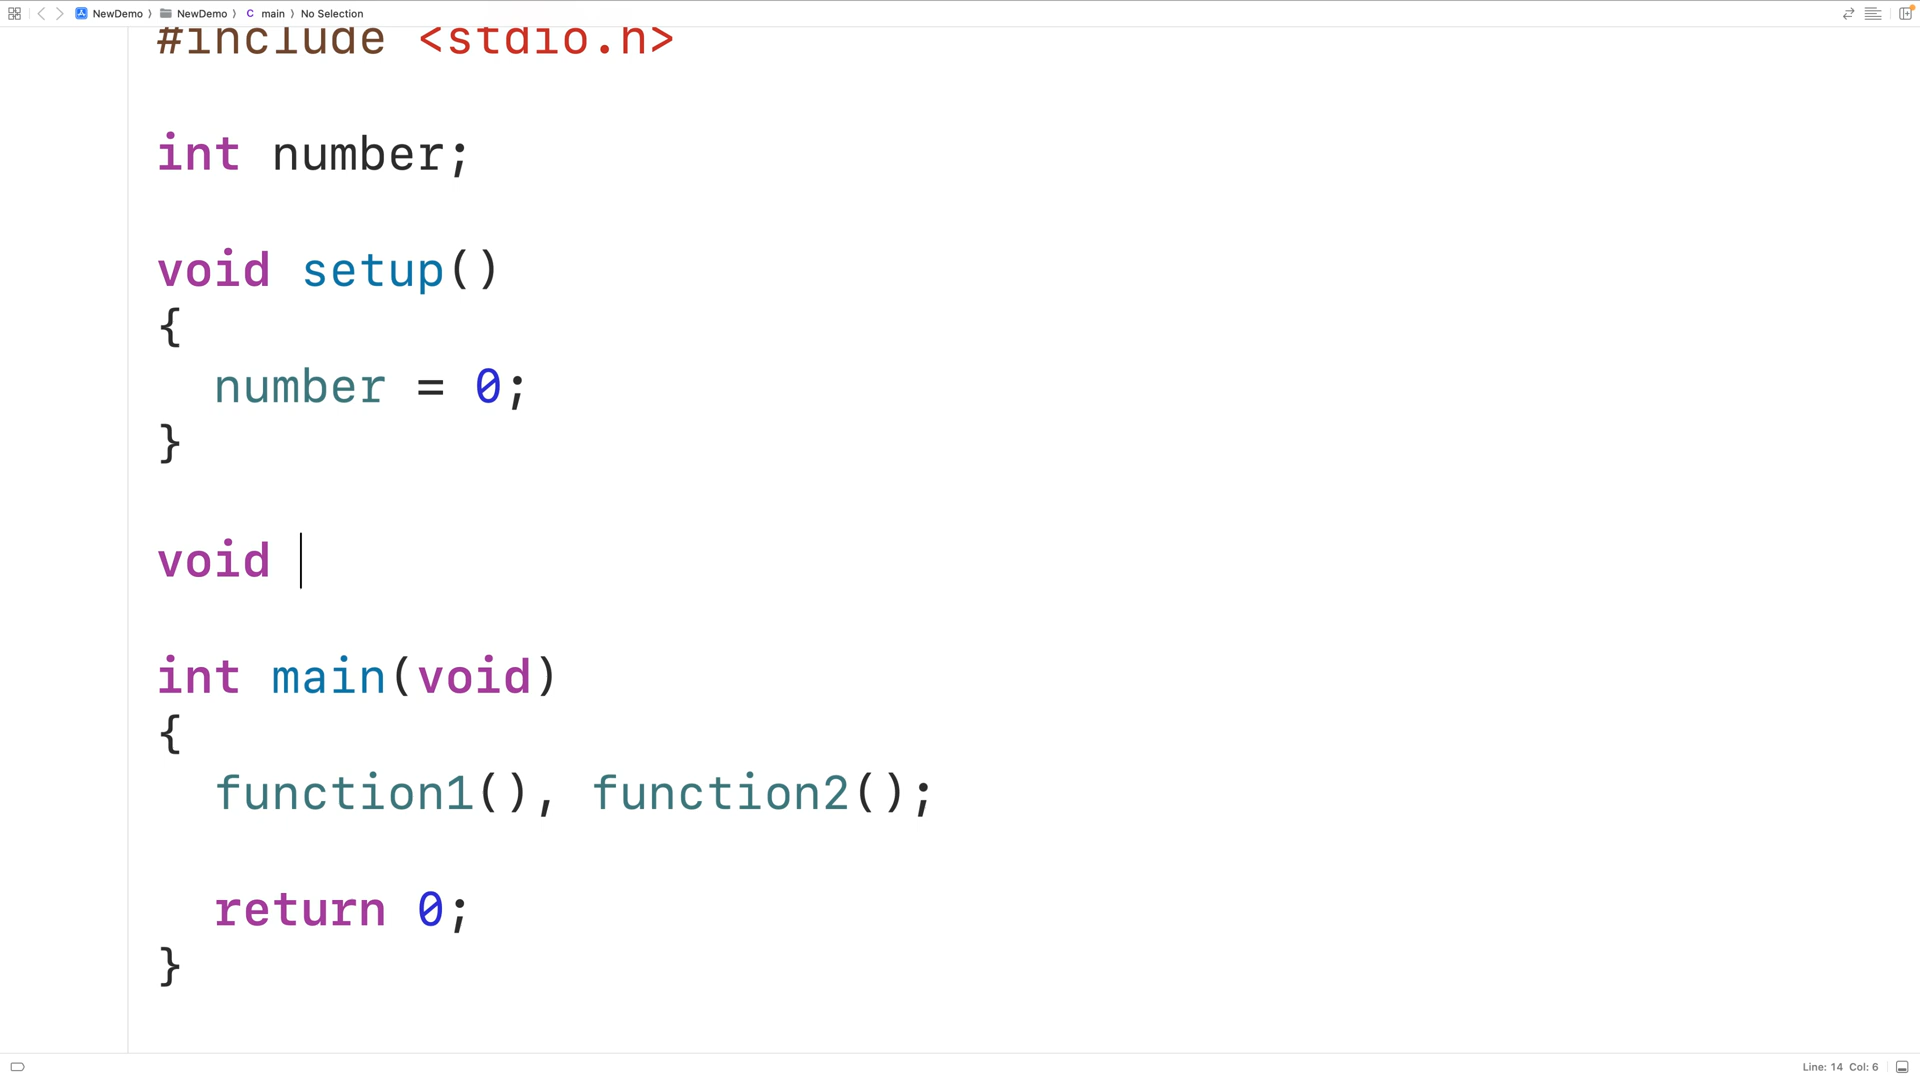 NewDemo 〉 NewDemo 〉 C main 〉 No Selection
#include <stdio.h>
int number;
void setup()
{
number = 0;
}
void
int main(void)
{
function1(), function2();
return 0;
}
Line: 14 Col: 6